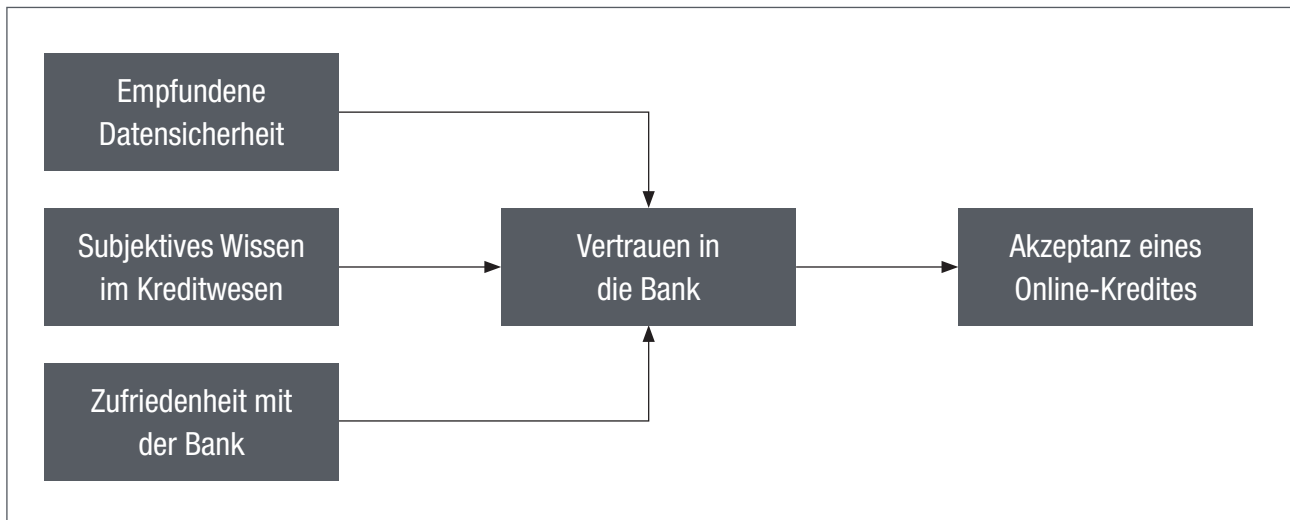 Empfundene
Datensicherheit
Subjektives Wissen
im Kreditwesen
Zufriedenheit mit
der Bank
Vertrauen in
die Bank
Akzeptanz eines
Online-Kredites